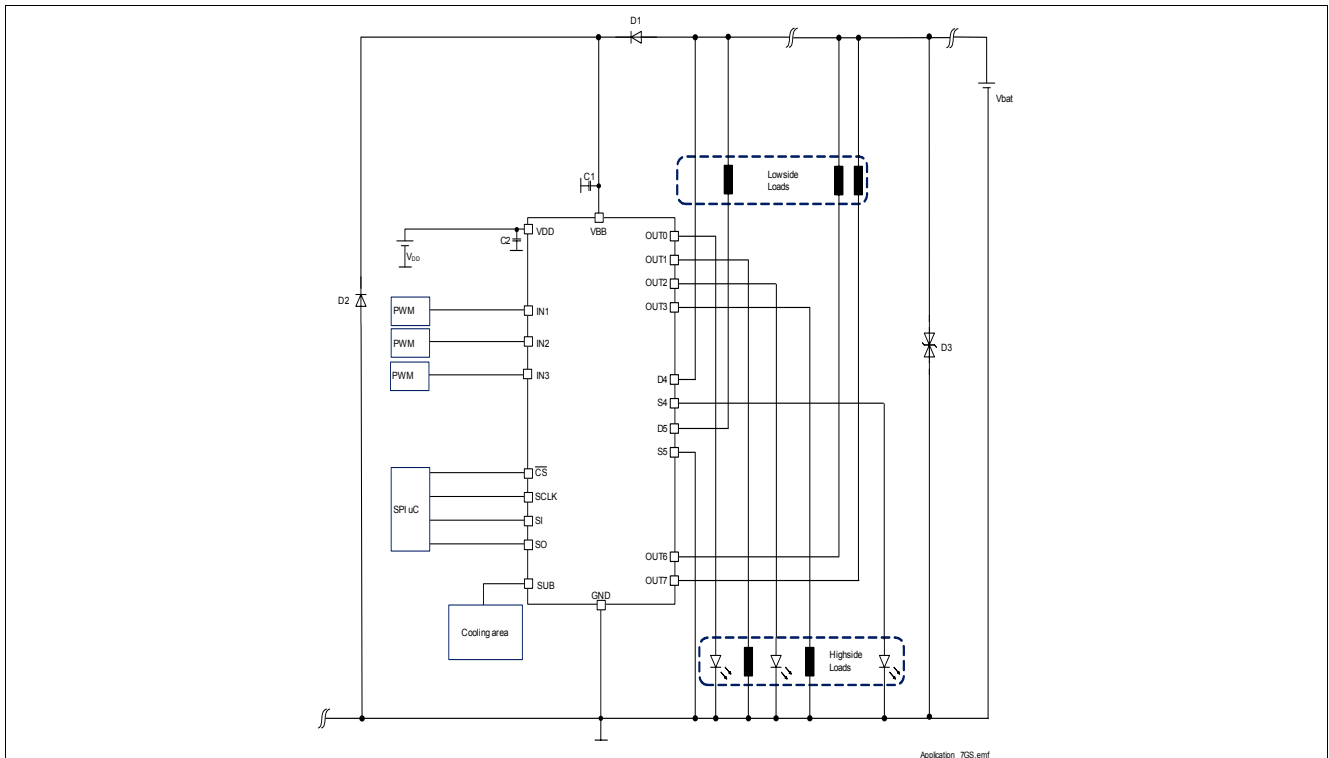 D1
Vbat
C1
Lowside
Loads
VDD
VBB
OUT0
C2
VDD
OUT1
OUT2
D2
PWM
IN1
OUT3
PWM
IN2
D3
PWM
IN3
D4
S4
D5
S5
CS
SPI uC
SCLK
SI
SO
OUT6
SUB
OUT7
GND
Cooling area
Highside
Loads
Application_7GS.emf